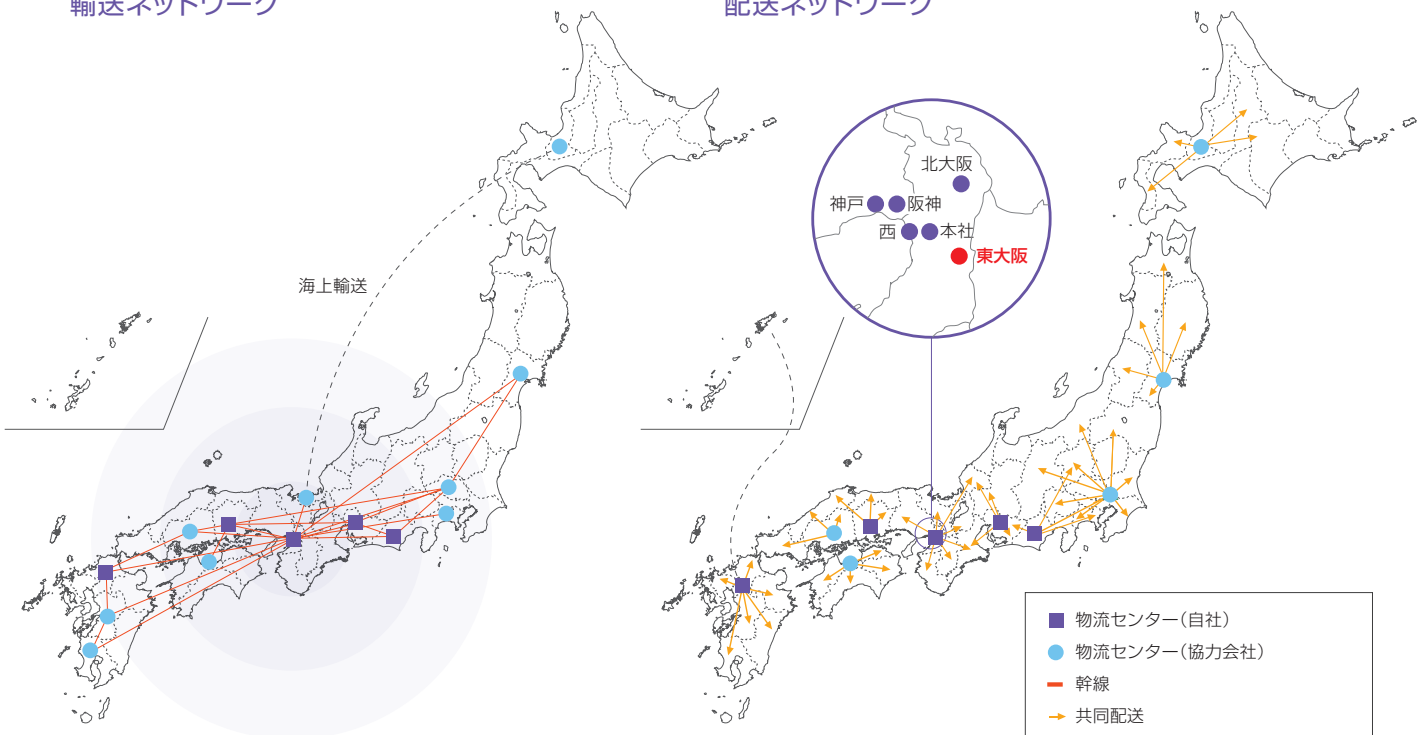 輸送ネットワーク
配送ネットワーク
海上輸送
北大阪
神戸
阪神
西
本社
東大阪
物流センター(自社)
物流センター(協力会社)
幹線
共同配送